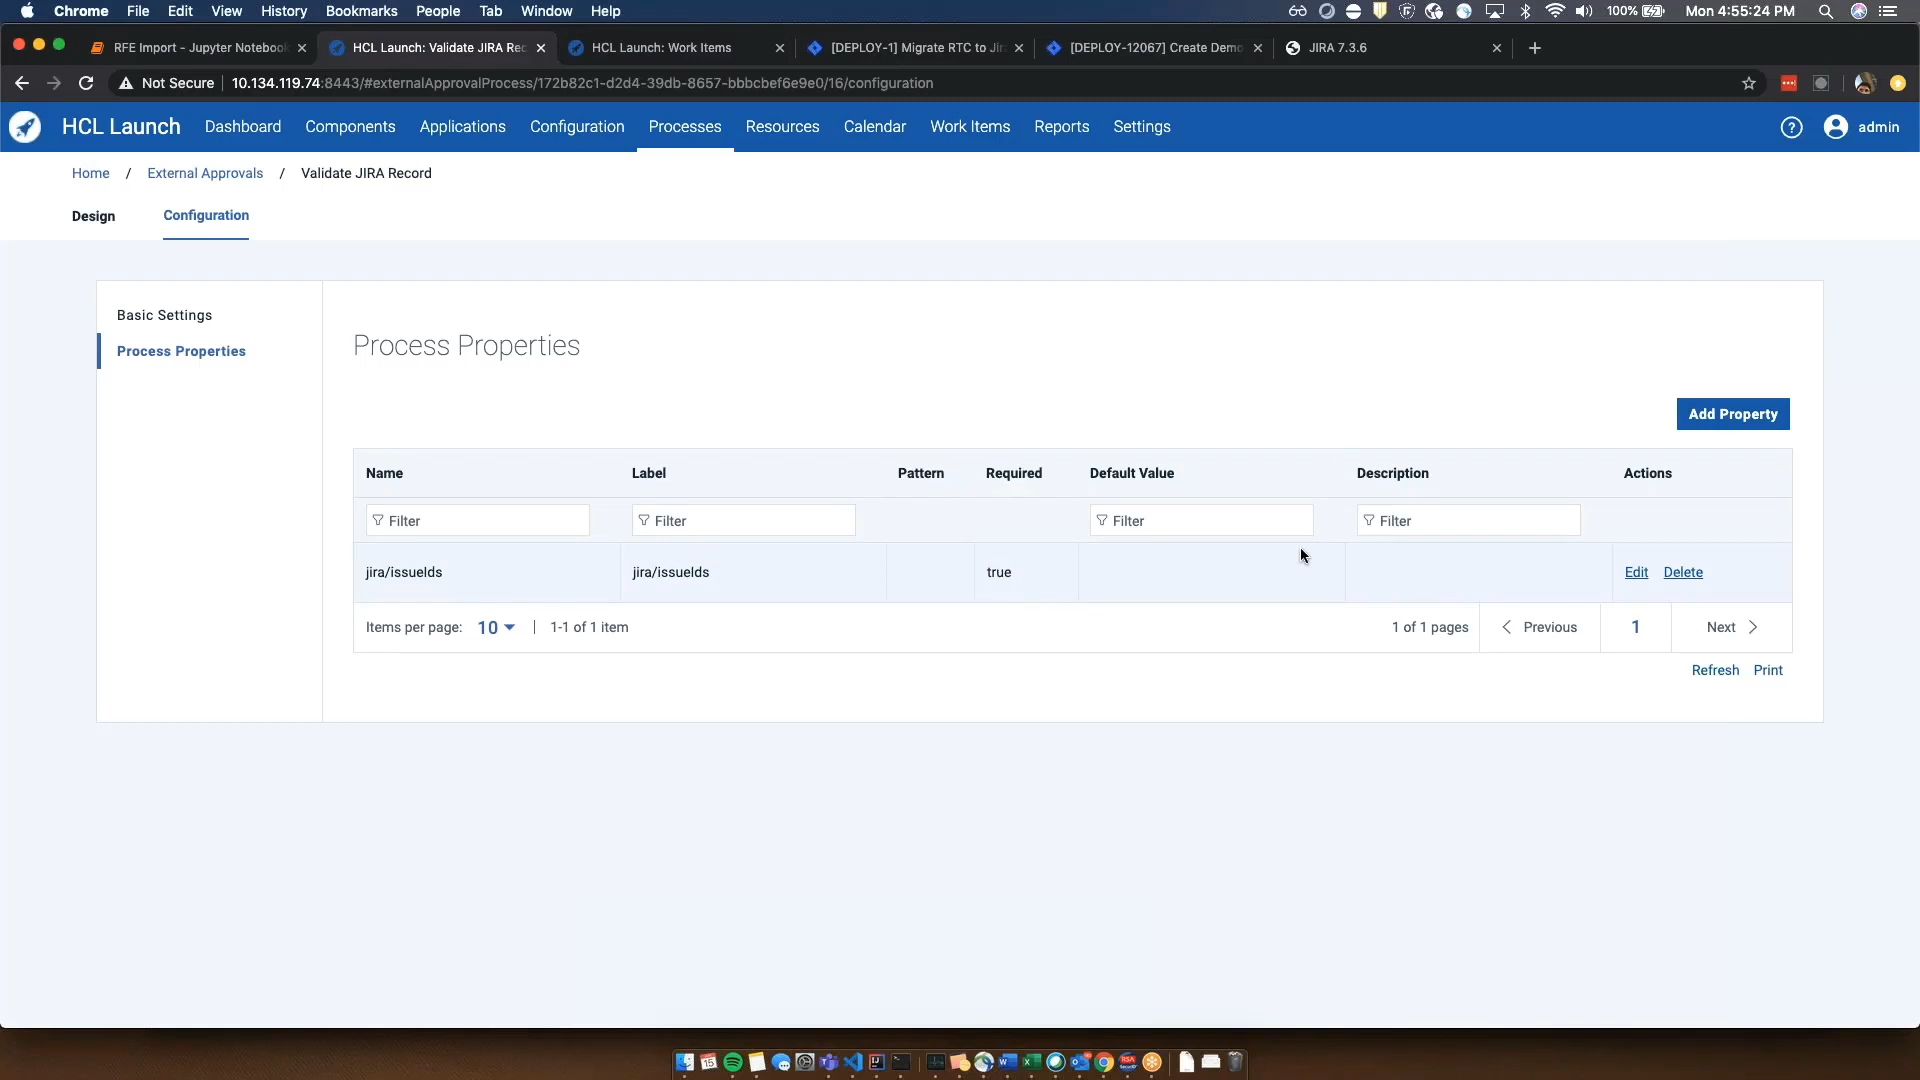 Chrome File Edit View History Bookmarks People Tab Window Help 100% Mon 4:55:24 PM
RFE Import - Jupyter Notebook HCL Launch: Validate JIRA Rec HCL Launch: Work Items [DEPLOY-1] Migrate RTC to Jir [DEPLOY-12067] Create Demo JIRA 7.3.6
Not Secure 10.134.119.74:8443/#externalApprovalProcess/172b82c1-d2d4-39db-8657-bbbcbef6e9e0/16/configuration
HCL Launch Dashboard Components Applications Configuration Processes Resources Calendar Work Items Reports Settings ? admin
Home / External Approvals / Validate JIRA Record
Design Configuration
Basic Settings
Process Properties
Process Properties
Add Property
Name Label Pattern Required Default Value Description Actions
Filter Filter Filter Filter
jira/issueIds jira/issueIds true Edit Delete
Items per page: 10 | 1-1 of 1 item 1 of 1 pages Previous 1 Next
Refresh Print